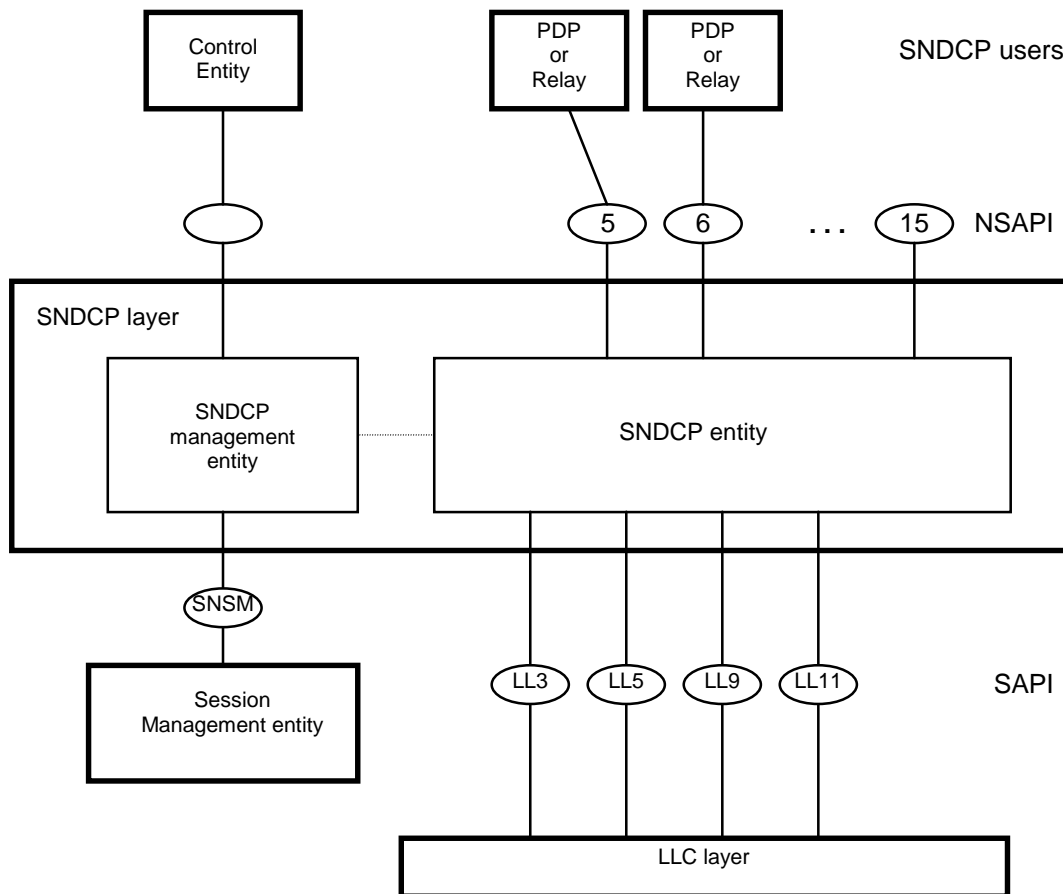 Control
Entity
PDP
or
Relay
PDP
or
Relay
SNDCP users
5
6
...
15
NSAPI
SNDCP layer
SNDCP
management
entity
SNDCP entity
SNSM
LL3
LL5
LL9
LL11
SAPI
Session
Management entity
LLC layer